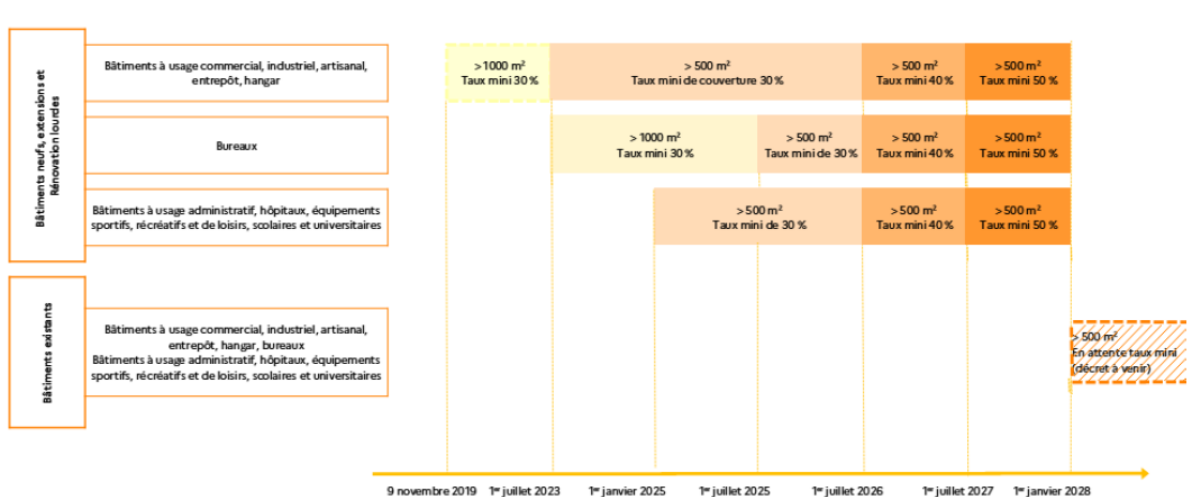 Bâtiments neufs, extensions et
Rénovation lourdes
Bâtiments à usage commercial, industriel, artisanal,
entrepôt, hangar
> 1000 m²
Taux mini 30 %
> 500 m²
Taux mini de couverture 30 %
> 500 m²
Taux mini 40 %
> 500 m²
Taux mini 50 %
Bureaux
> 1000 m²
Taux mini 30 %
> 500 m²
Taux mini de 30 %
> 500 m²
Taux mini 40 %
> 500 m²
Taux mini 50 %
Bâtiments à usage administratif, hôpitaux, équipements
sportifs, récréatifs et de loisirs, scolaires et universitaires
> 500 m²
Taux mini de 30 %
> 500 m²
Taux mini 40 %
> 500 m²
Taux mini 50 %
Bâtiments existants
Bâtiments à usage commercial, industriel, artisanal,
entrepôt, hangar, bureaux
Bâtiments à usage administratif, hôpitaux, équipements
sportifs, récréatifs et de loisirs, scolaires et universitaires
> 500 m²
En attente taux mini
(décret à venir)
9 novembre 2019 1er juillet 2023 1er janvier 2025 1er juillet 2025 1er juillet 2026 1er juillet 2027 1er janvier 2028